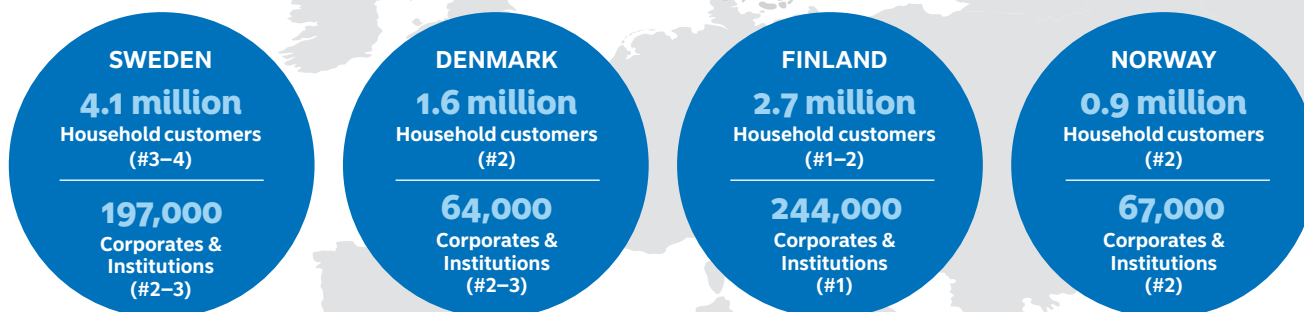 SWEDEN
4.1 million
Household customers
(#3–4)
197,000
Corporates &
Institutions
(#2–3)
DENMARK
1.6 million
Household customers
(#2)
64,000
Corporates &
Institutions
(#2–3)
FINLAND
2.7 million
Household customers
(#1–2)
244,000
Corporates &
Institutions
(#1)
NORWAY
0.9 million
Household customers
(#2)
67,000
Corporates &
Institutions
(#2)